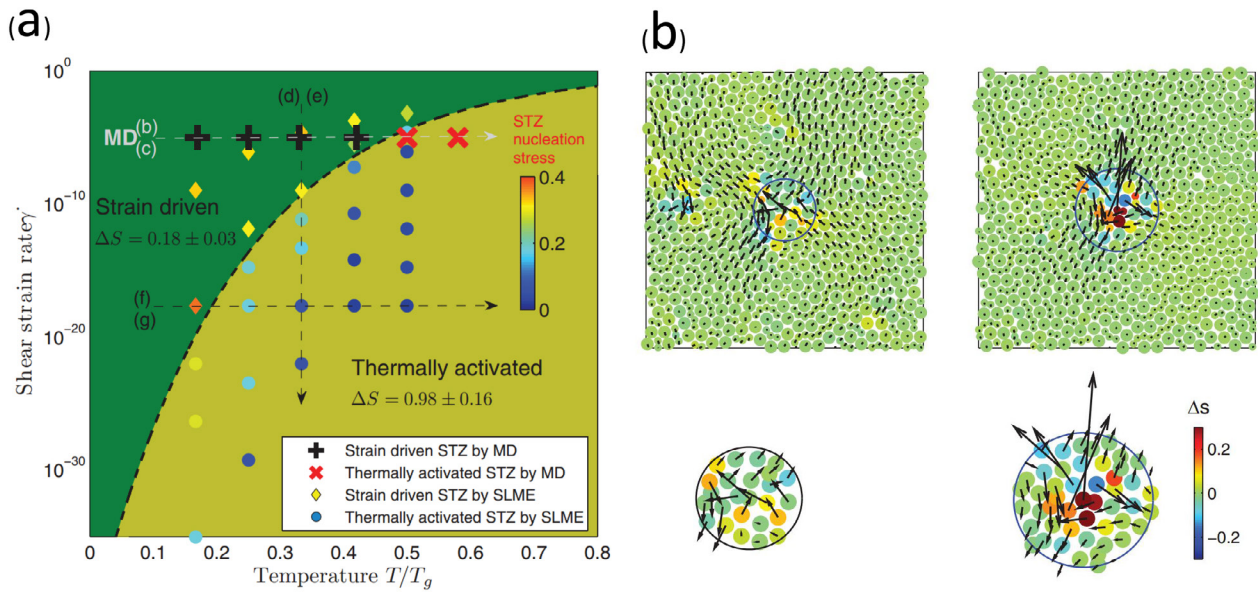 (a)
10⁰
10⁻¹⁰
10⁻²⁰
10⁻³⁰
Shear strain rate γ̇
MD
(b)
(c)
(d) (e)
(f)
(g)
STZ
nucleation
stress
0.4
0.2
0
Strain driven
ΔS = 0.18 ± 0.03
Thermally activated
ΔS = 0.98 ± 0.16
Strain driven STZ by MD
Thermally activated STZ by MD
Strain driven STZ by SLME
Thermally activated STZ by SLME
0 0.1 0.2 0.3 0.4 0.5 0.6 0.7 0.8
Temperature T/T_g
(b)
Δs
0.2
0
−0.2